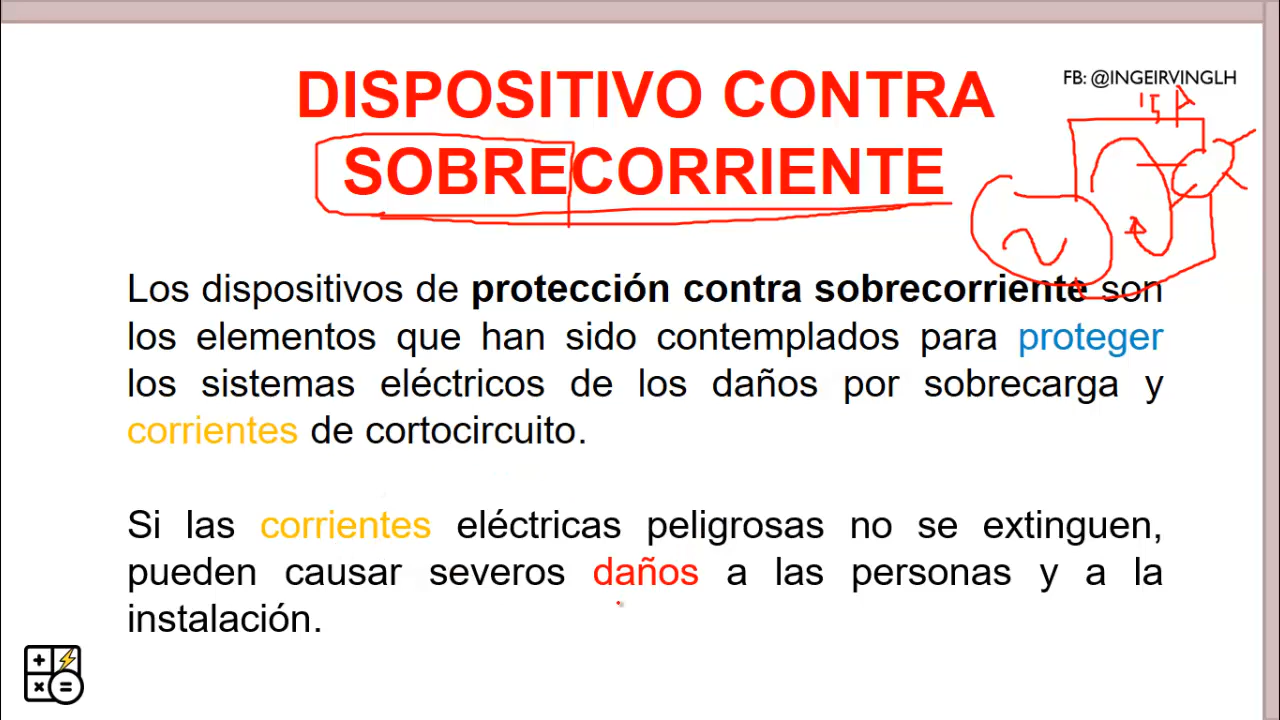 FB: @INGEIRVINGLH
DISPOSITIVO CONTRA
SOBRECORRIENTE
15 A
Los dispositivos de protección contra sobrecorriente son
los elementos que han sido contemplados para proteger
los sistemas eléctricos de los daños por sobrecarga y
corrientes de cortocircuito.
Si las corrientes eléctricas peligrosas no se extinguen,
pueden causar severos daños a las personas y a la
instalación.